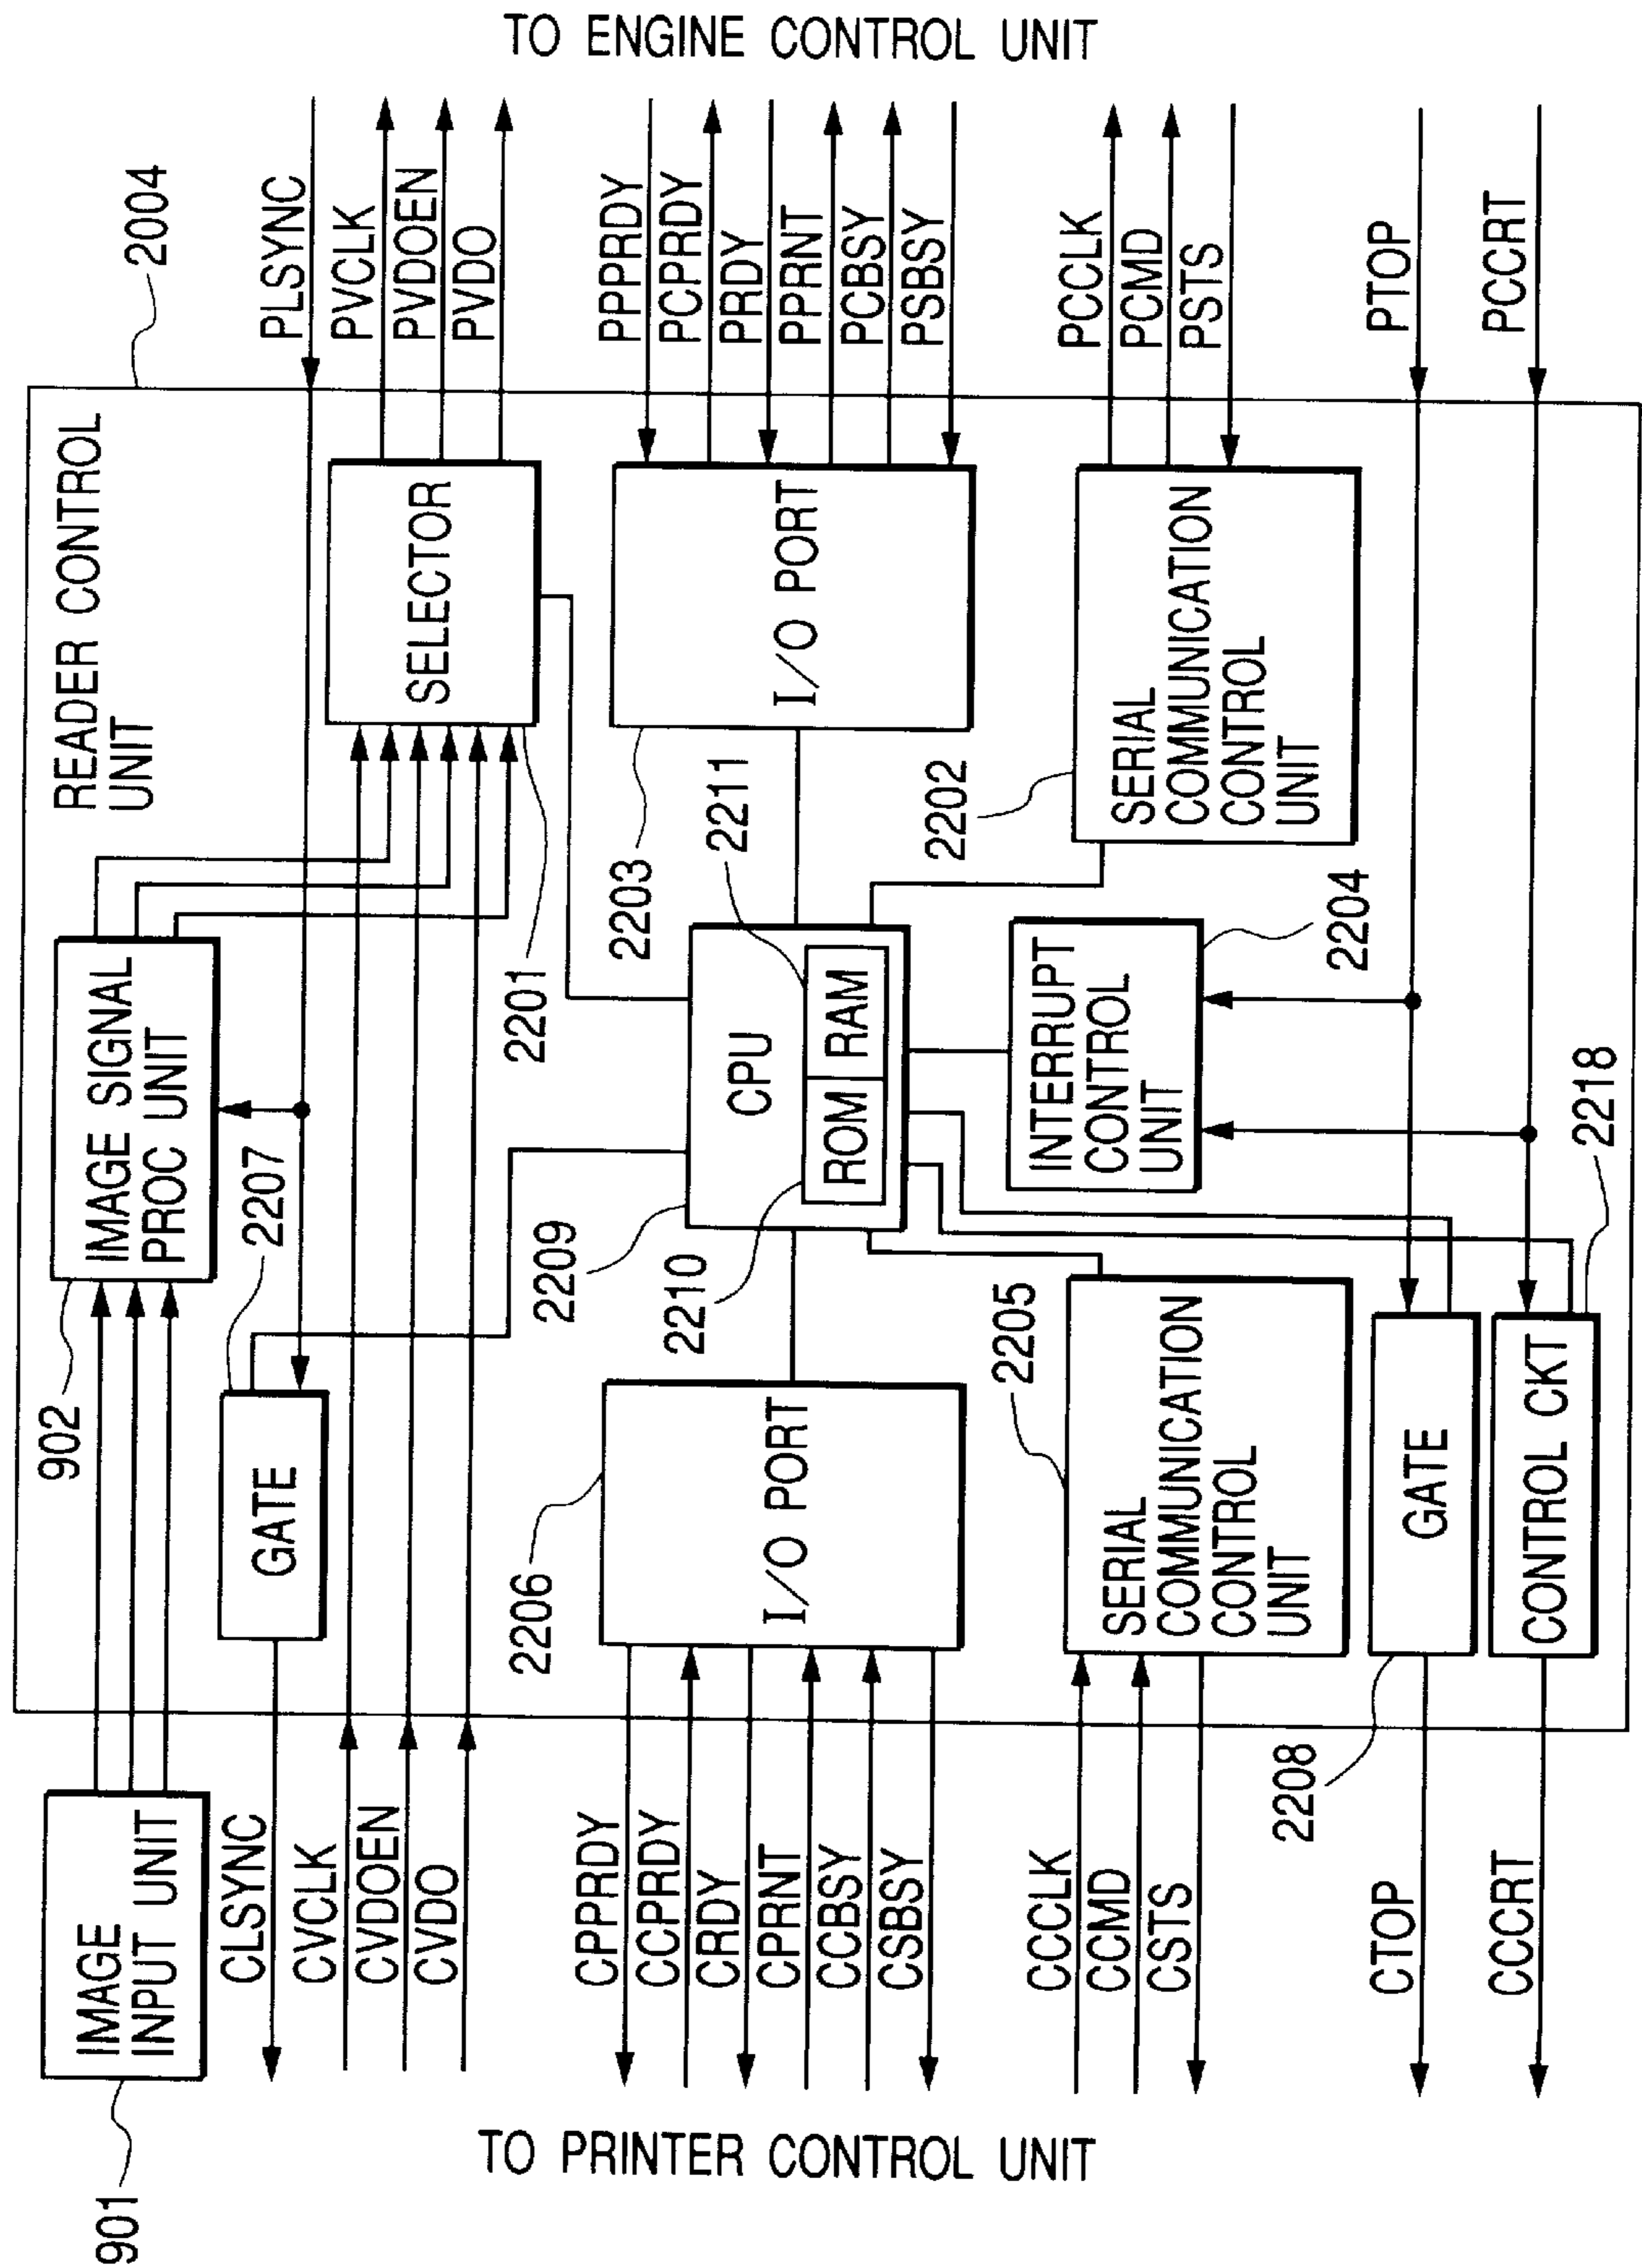 TO ENGINE CONTROL UNIT
2004
PLSYNC
PVCLK
PVDOEN
PVDO
PPPRDY
PCPRDY
PRDY
PPRNT
PCBSY
PSBSY
PCCLK
PCMD
PSTS
PTOP
PCCRT
READER CONTROL
UNIT
SELECTOR
2201
I/O PORT
2203
SERIAL
COMMUNICATION
CONTROL
UNIT
2202
IMAGE SIGNAL
PROC UNIT
902
2207
GATE
CPU
ROM
RAM
2211
2209
2210
INTERRUPT
CONTROL
UNIT
2204
2218
I/O PORT
2206
SERIAL
COMMUNICATION
CONTROL
UNIT
2205
GATE
2208
CONTROL CKT
IMAGE
INPUT UNIT
901
CLSYNC
CVCLK
CVDOEN
CVDO
CPPRDY
CCPRDY
CRDY
CPRNT
CCBSY
CSBSY
CCCLK
CCMD
CSTS
CTOP
CCCRT
TO PRINTER CONTROL UNIT